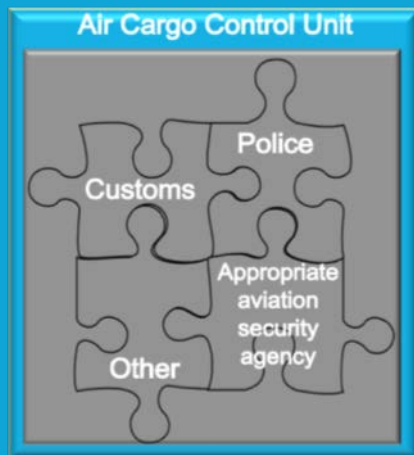 Air Cargo Control Unit
Police
Customs
Appropriate
aviation
security
agency
Other